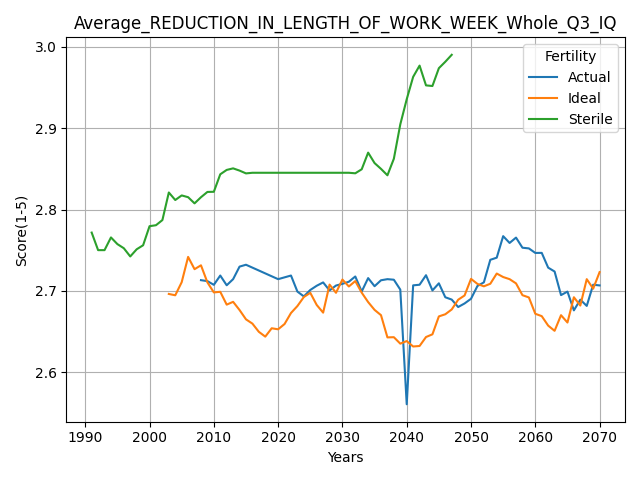 Average_REDUCTION_IN_LENGTH_OF_WORK_WEEK_Whole_Q3_IQ
Fertility
Actual
Ideal
Sterile
Score(1-5)
3.0
2.9
2.8
2.7
2.6
1990 2000 2010 2020 2030 2040 2050 2060 2070
Years